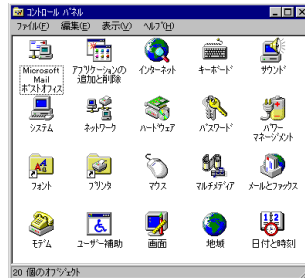 コントロール パネル
ファイル(F) 編集(E) 表示(V) ヘルプ(H)
Microsoft Mail ポストオフィス
アプリケーションの追加と削除
インターネット
キーボード
サウンド
システム
ネットワーク
ハードウェア
パスワード
パワー マネージメント
フォント
プリンタ
マウス
マルチメディア
メールとファックス
モデム
ユーザー補助
画面
地域
日付と時刻
20 個のオブジェクト